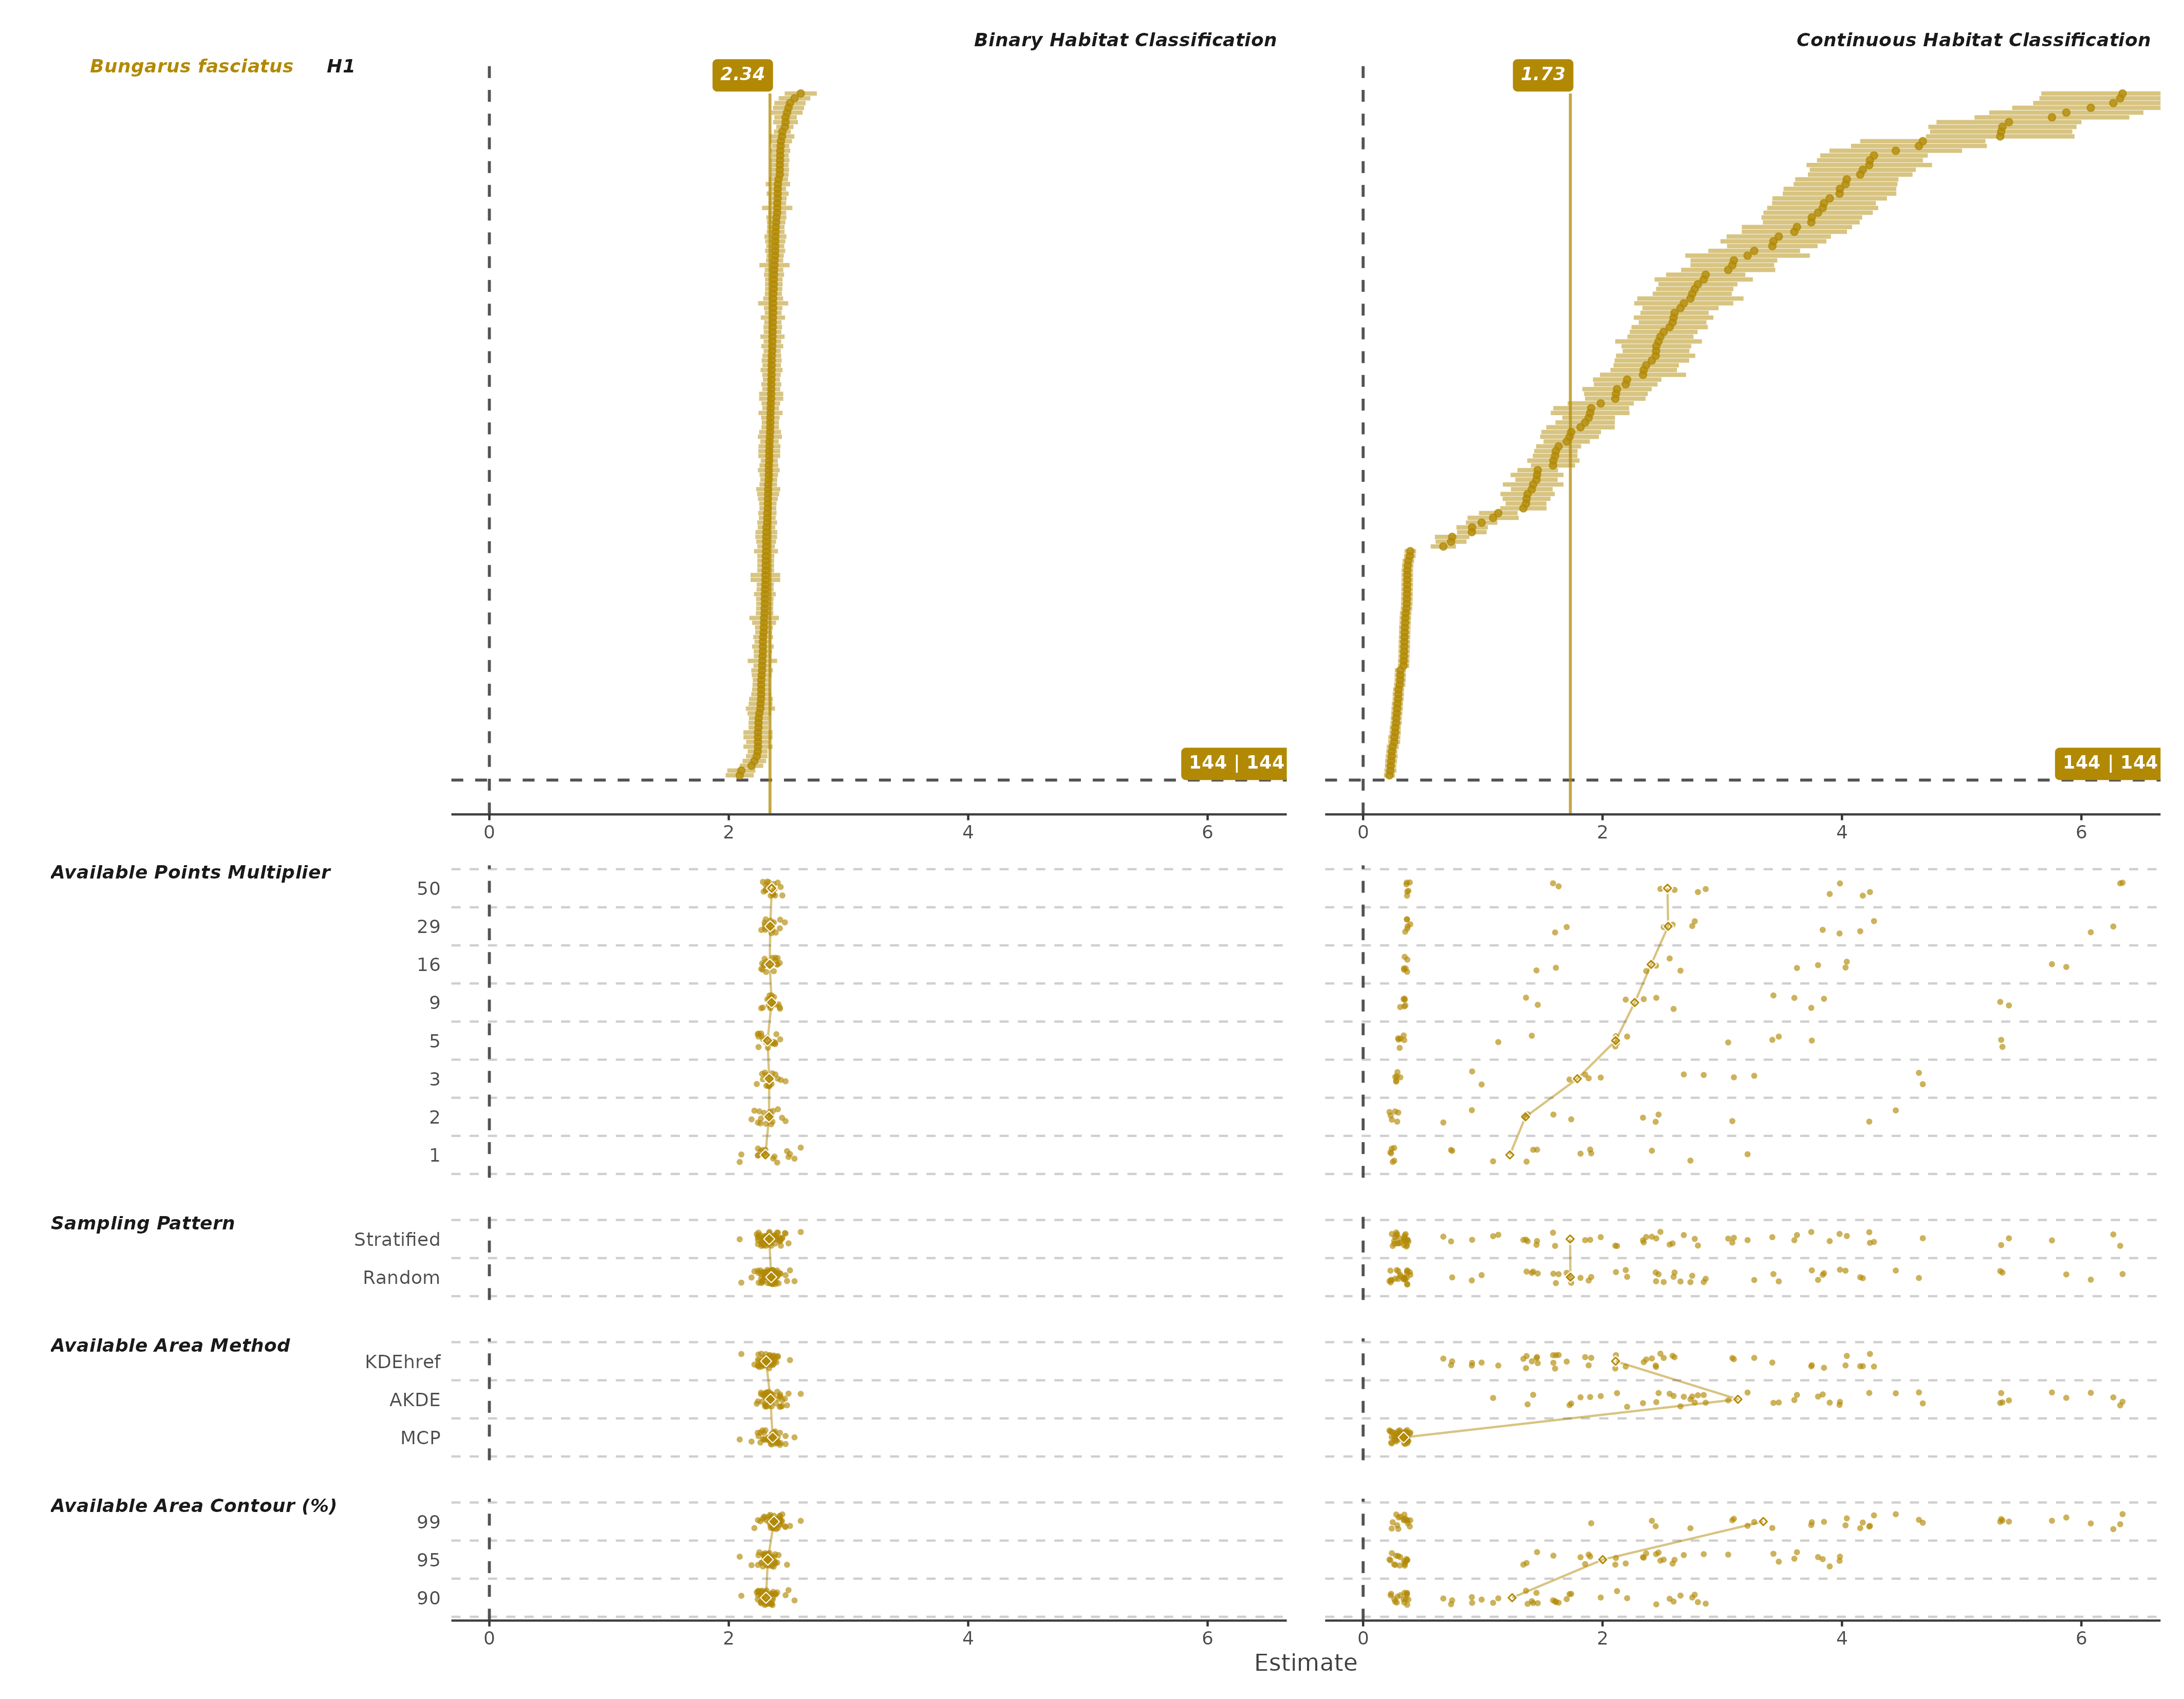 Binary Habitat Classification
Continuous Habitat Classification
Bungarus fasciatus H1
2.34
1.73
144 | 144
144 | 144
0 2 4 6
0 2 4 6
Available Points Multiplier
50
29
16
9
5
3
2
1
Sampling Pattern
Stratified
Random
Available Area Method
KDEhref
AKDE
MCP
Available Area Contour (%)
99
95
90
0 2 4 6
0 2 4 6
Estimate